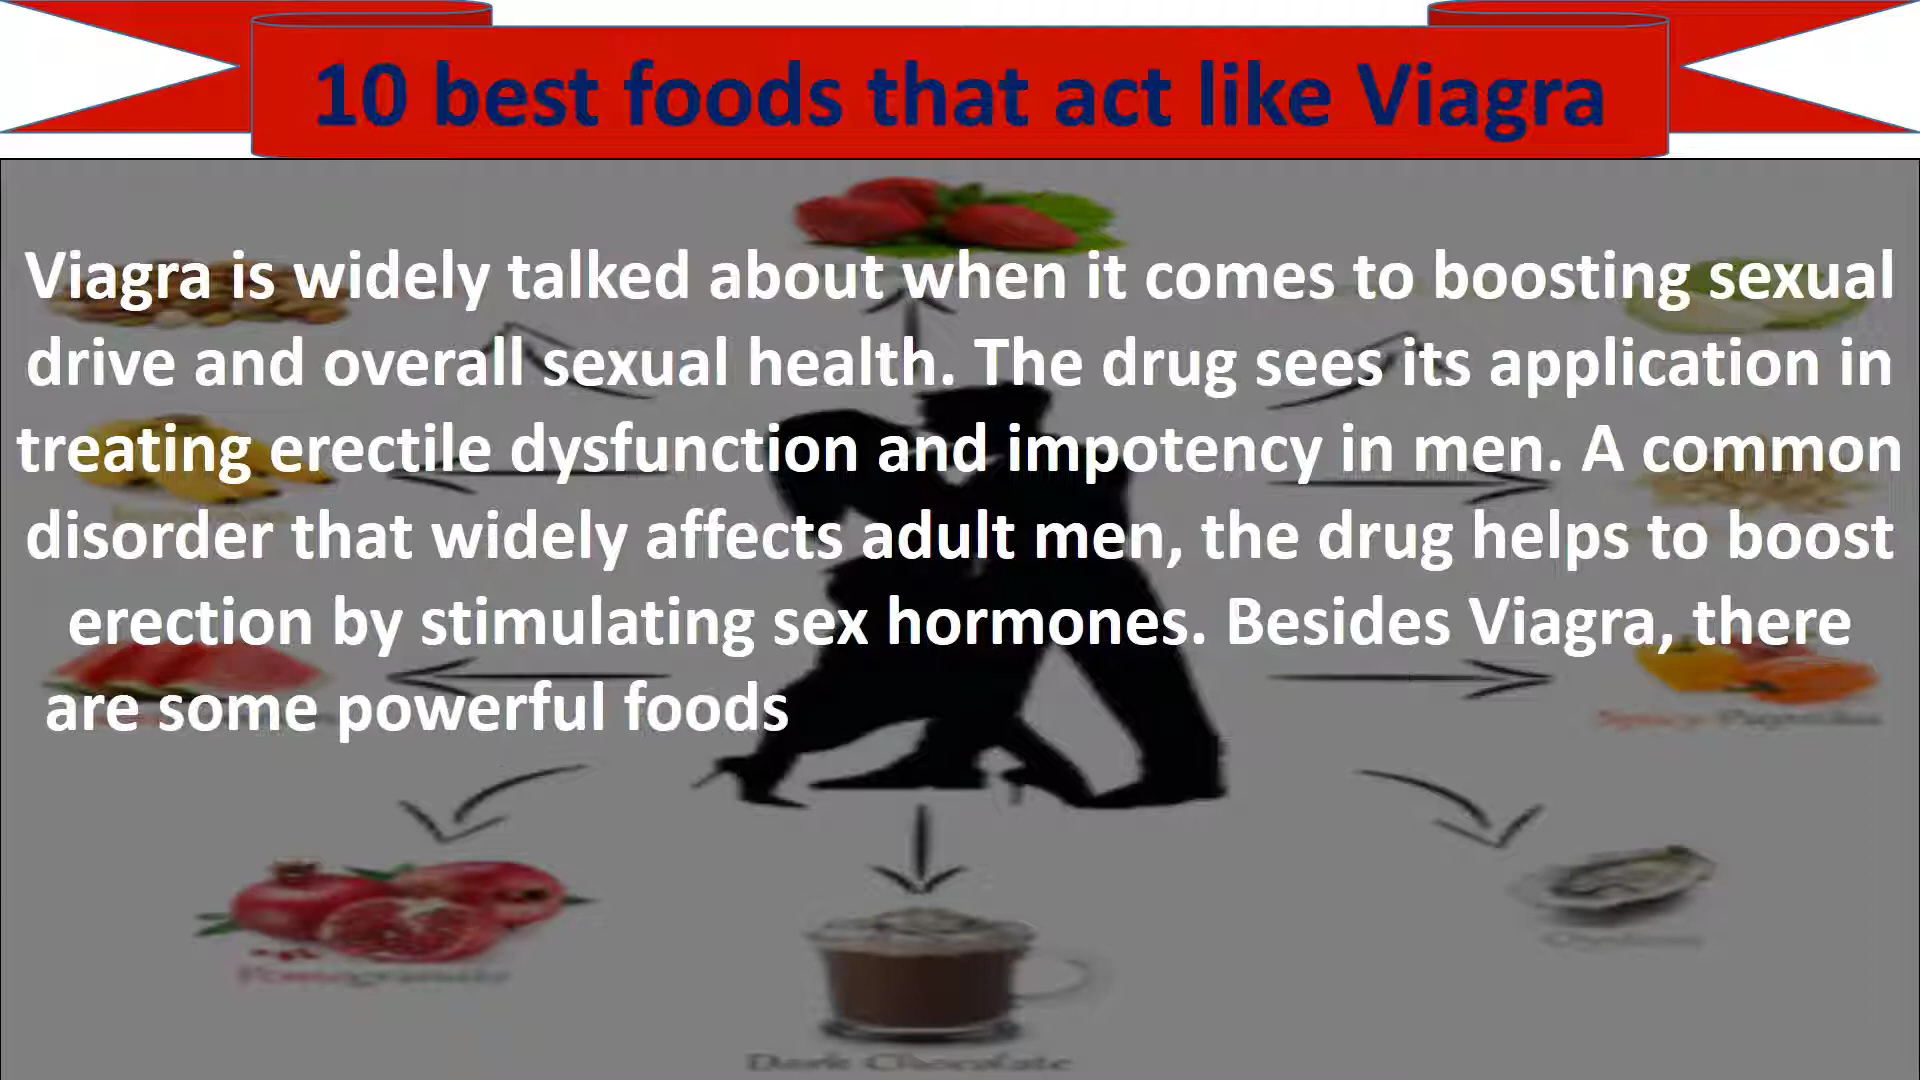 10 best foods that act like Viagra
Viagra is widely talked about when it comes to boosting sexual
drive and overall sexual health. The drug sees its application in
treating erectile dysfunction and impotency in men. A common
disorder that widely affects adult men, the drug helps to boost
erection by stimulating sex hormones. Besides Viagra, there
are some powerful foods
Pomegranate
Dark Chocolate